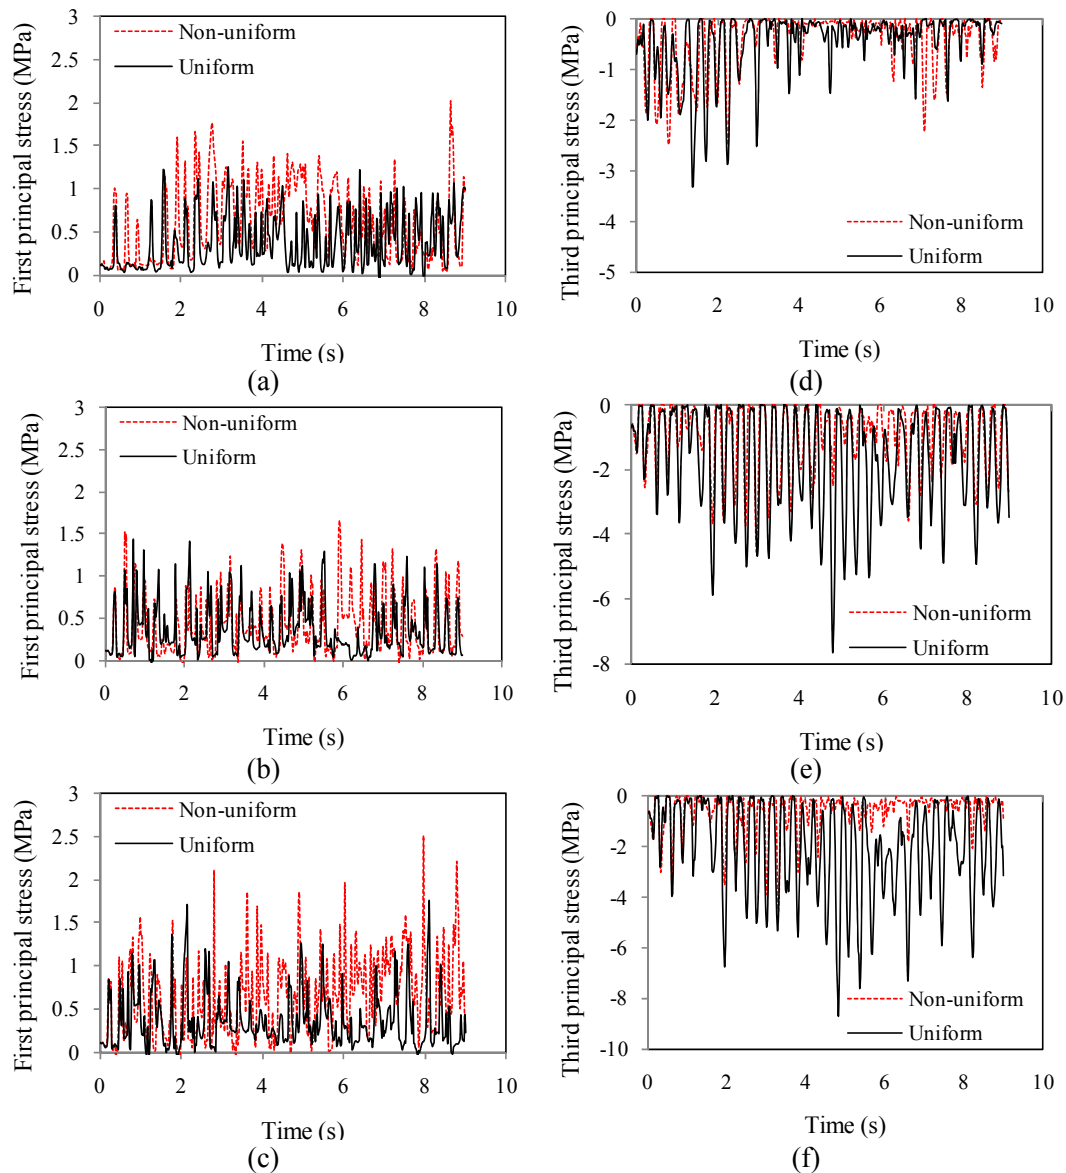 First principal stress (MPa)
3
2.5
2
1.5
1
0.5
0
Non-uniform
Uniform
0 2 4 6 8 10
Time (s)
(a)
Third principal stress (MPa)
0
-1
-2
-3
-4
-5
Non-uniform
Uniform
0 2 4 6 8 10
Time (s)
(d)
First principal stress (MPa)
3
2.5
2
1.5
1
0.5
0
Non-uniform
Uniform
0 2 4 6 8 10
Time (s)
(b)
Third principal stress (MPa)
0
-2
-4
-6
-8
Non-uniform
Uniform
0 2 4 6 8 10
Time (s)
(e)
First principal stress (MPa)
3
2.5
2
1.5
1
0.5
0
Non-uniform
Uniform
0 2 4 6 8 10
Time (s)
(c)
Third principal stress (MPa)
0
-2
-4
-6
-8
-10
Non-uniform
Uniform
0 2 4 6 8 10
Time (s)
(f)